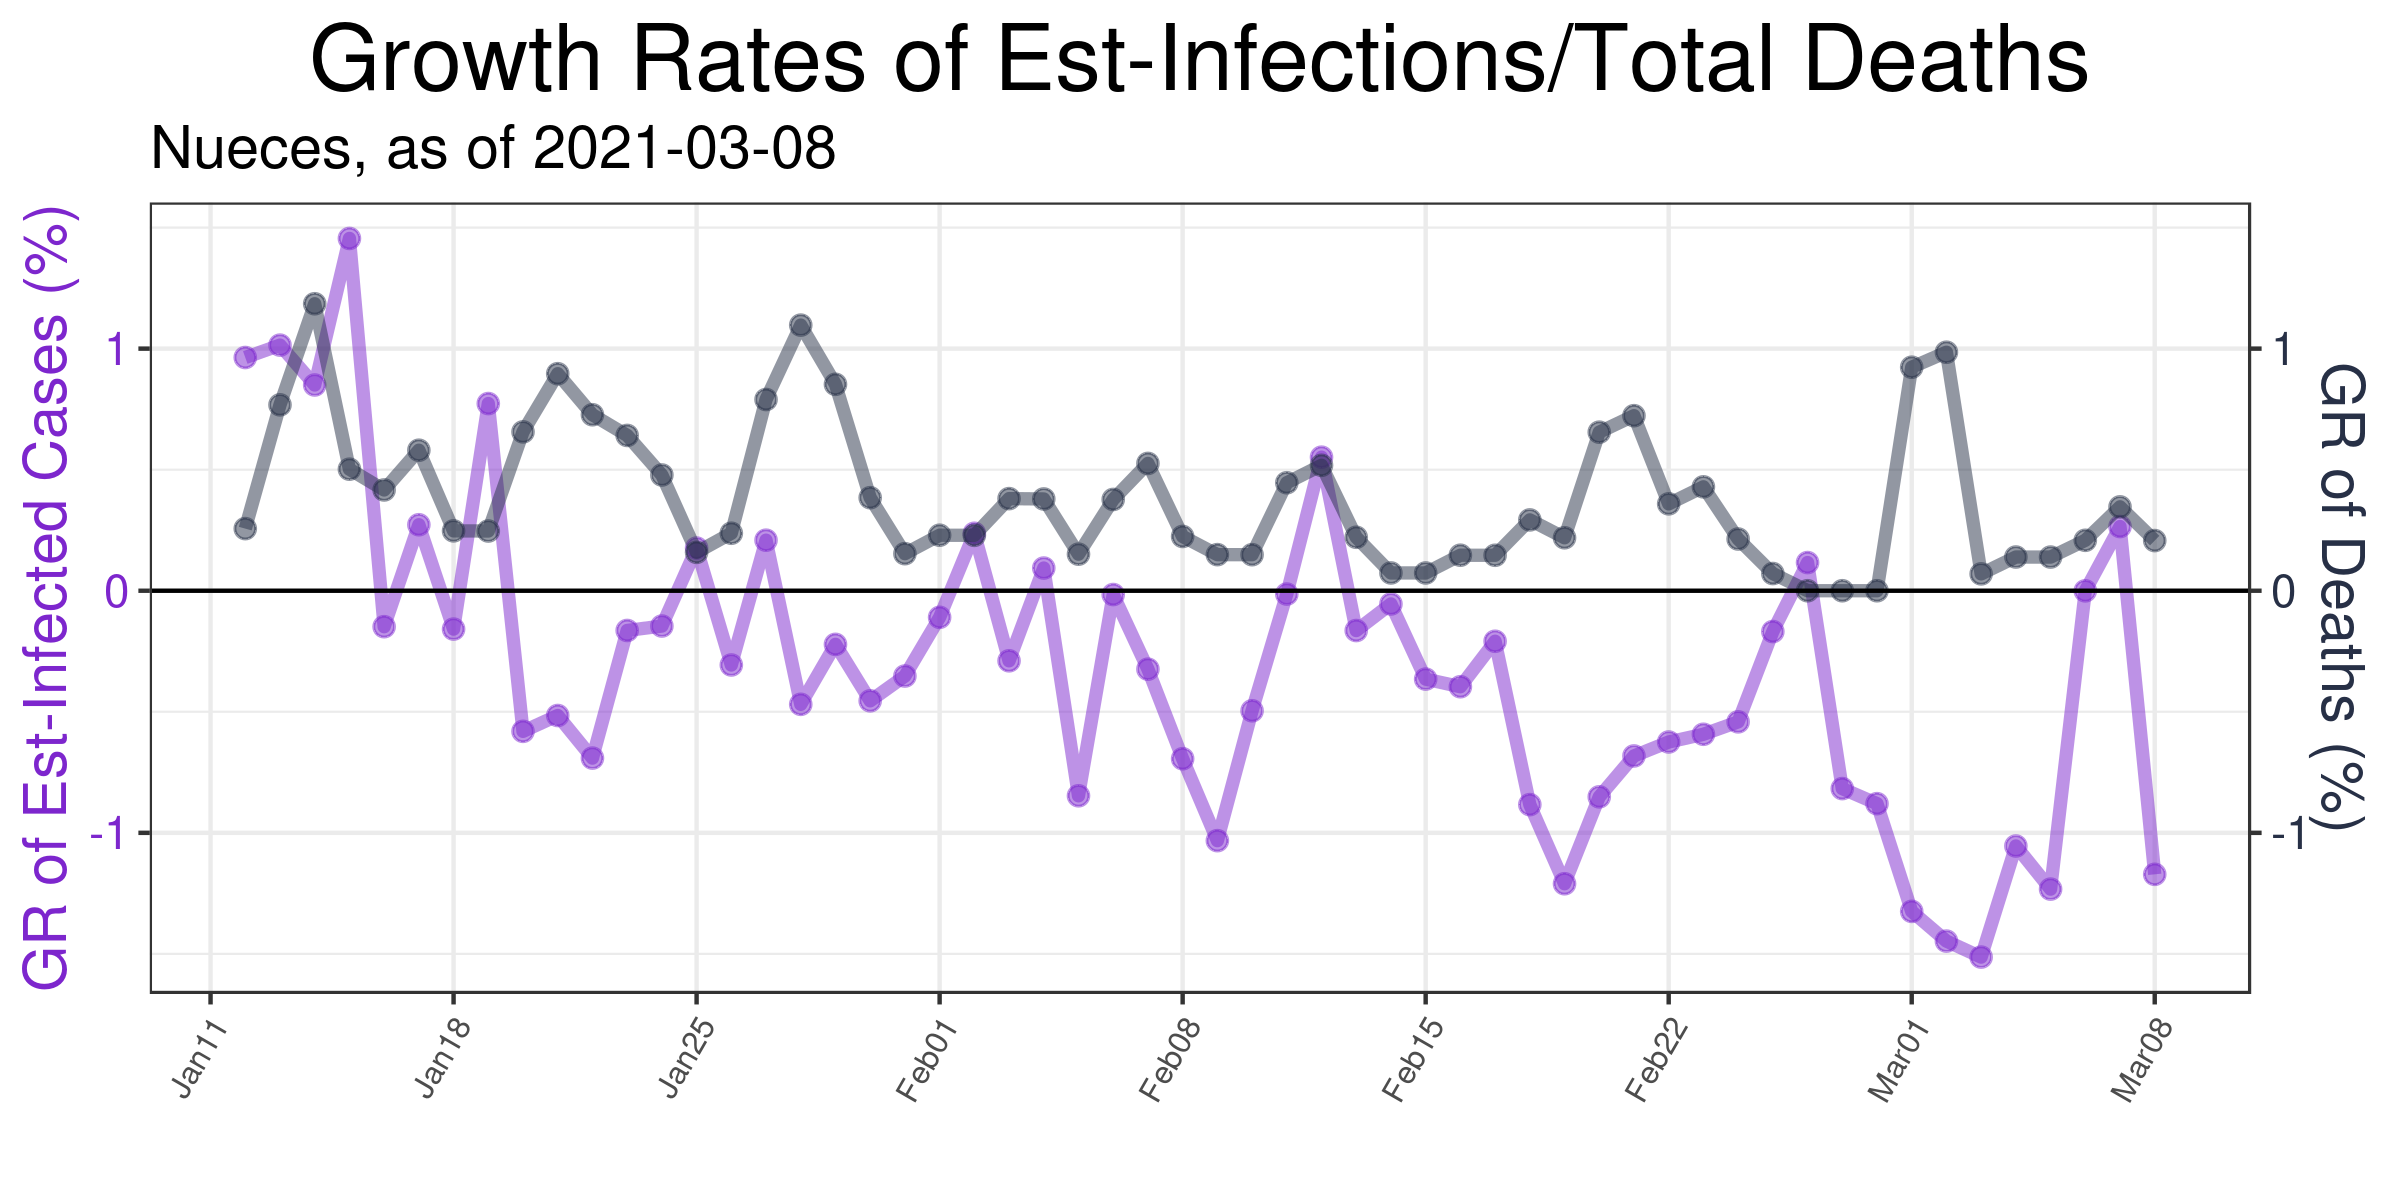 Growth Rates of Est-Infections/Total Deaths
Nueces, as of 2021-03-08
GR of Est-Infected Cases (%)
1
0
-1
1
0
-1
GR of Deaths (%)
Jan11
Jan18
Jan25
Feb01
Feb08
Feb15
Feb22
Mar01
Mar08